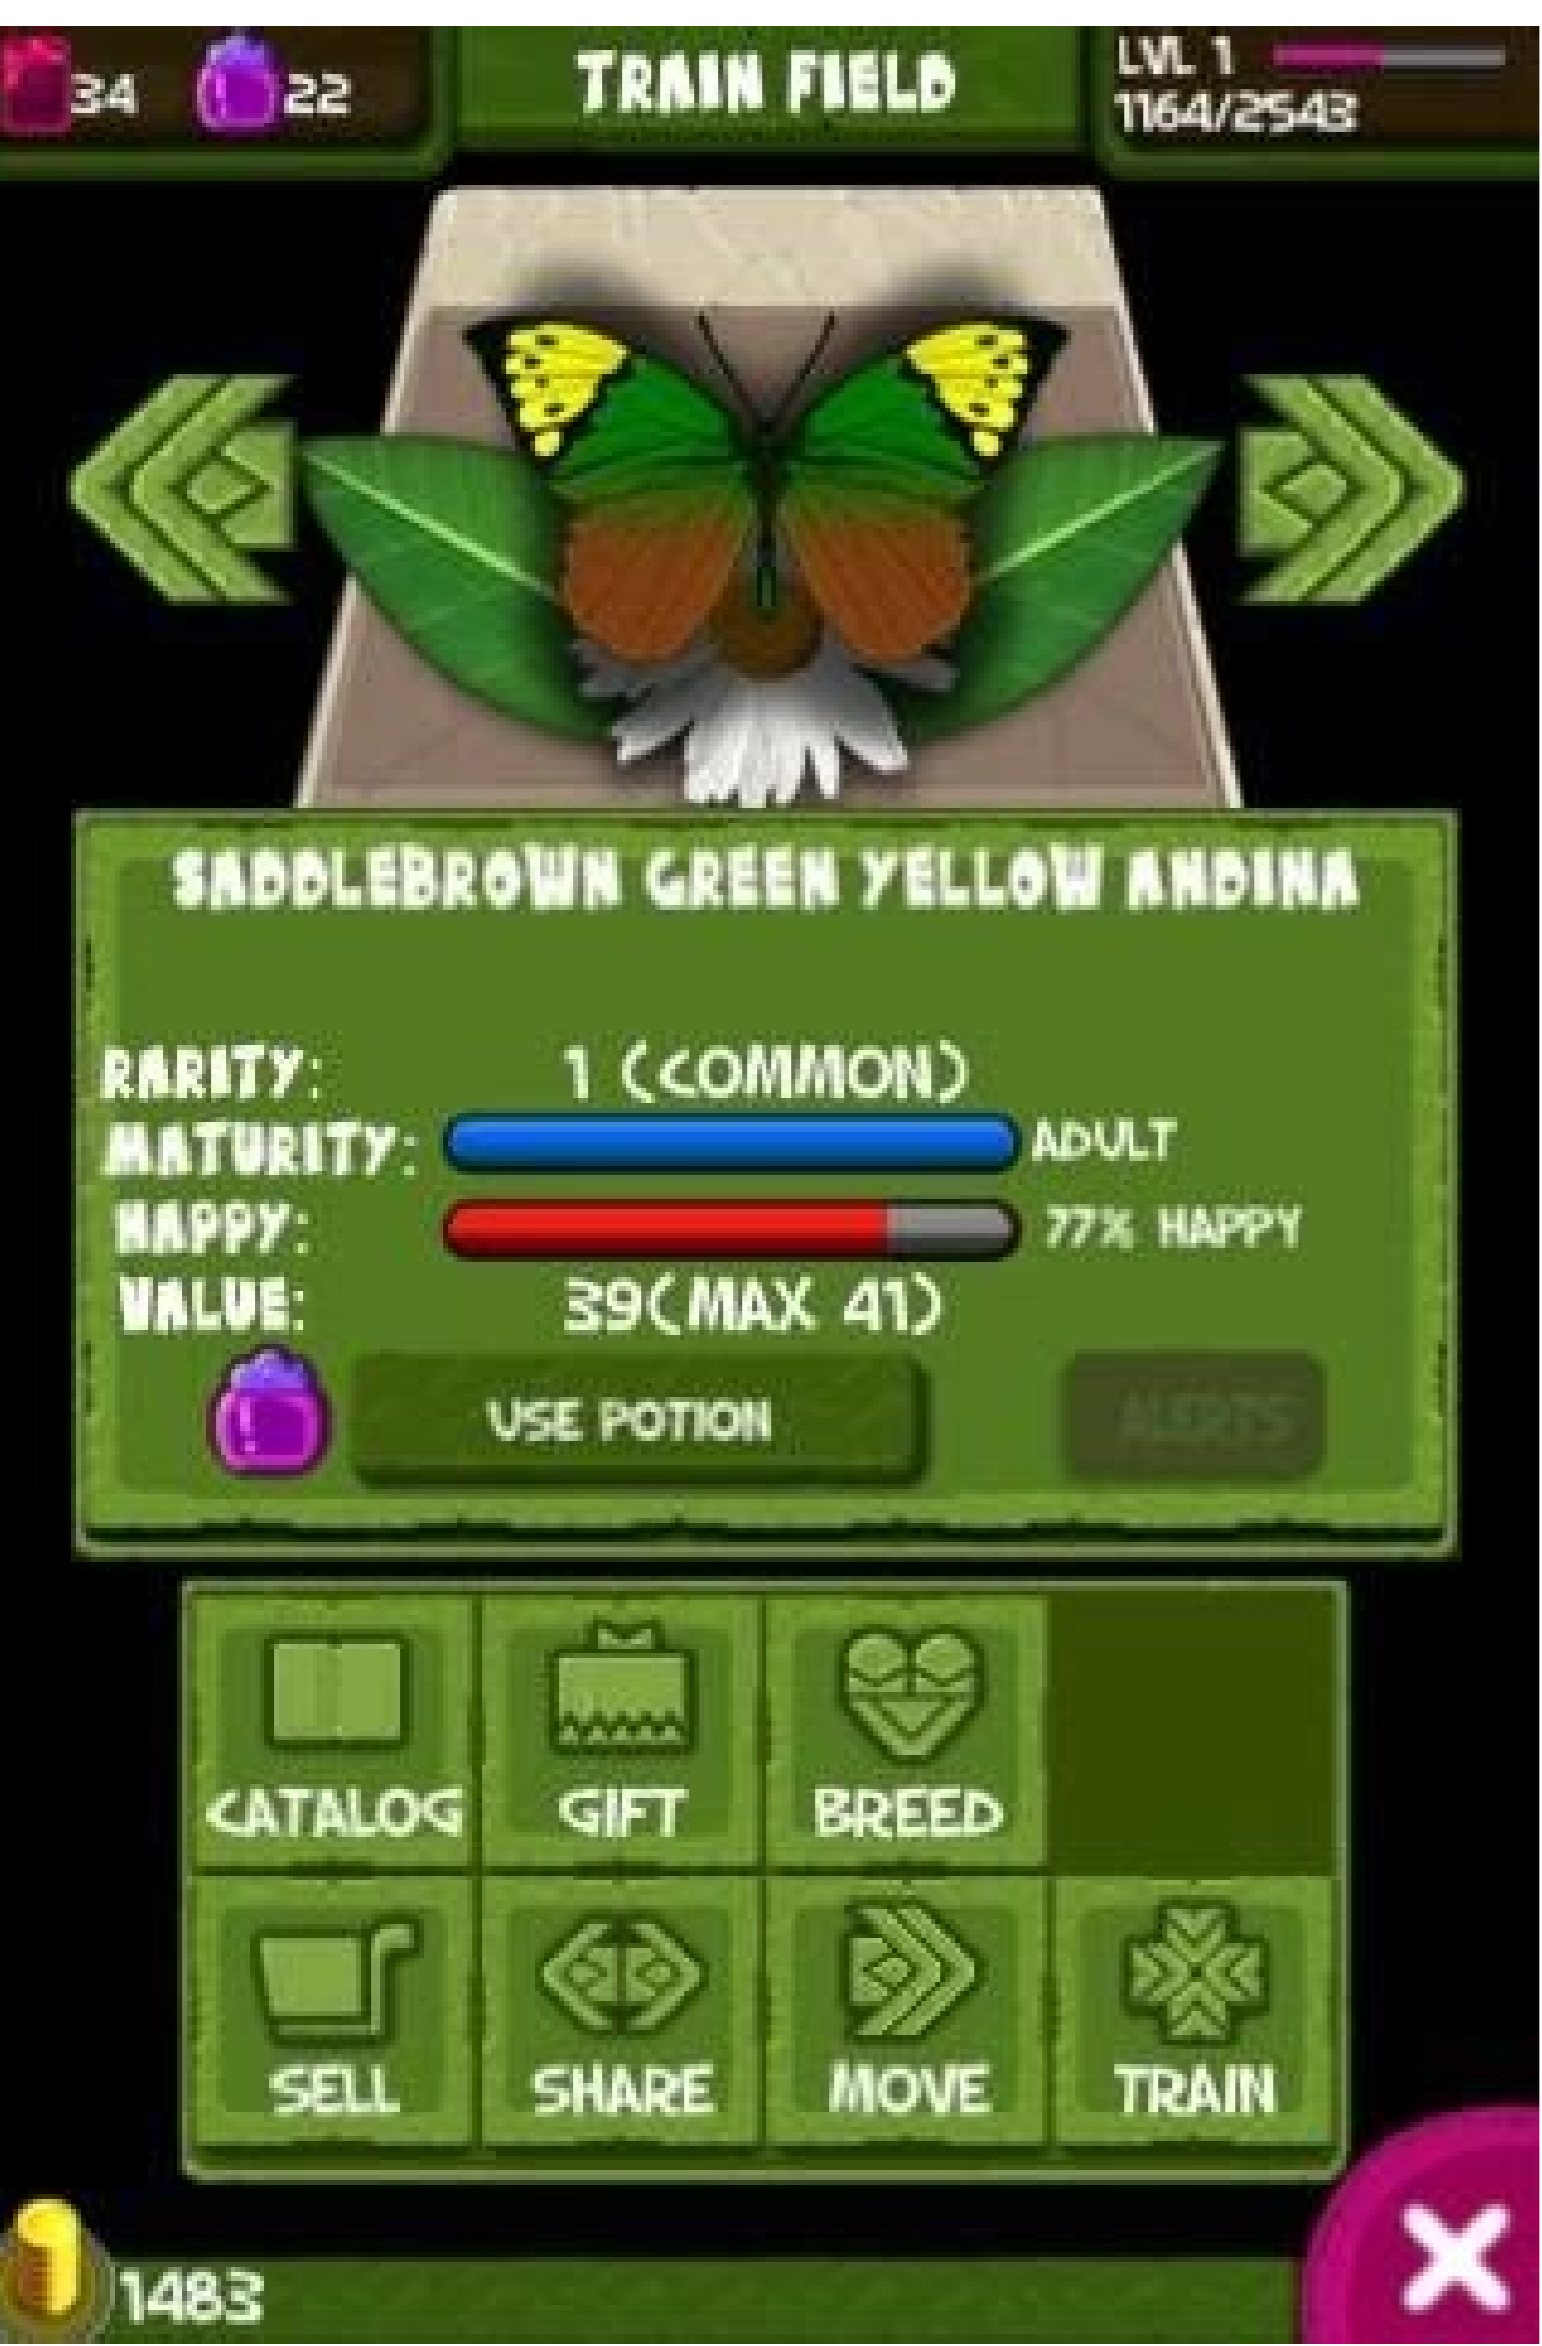 34 22 TRAIN FIELD LVL 1
1164/2543
SADDLEBROWN GREEN YELLOW ANDINA
RARITY: 1 (COMMON)
MATURITY: ADULT
HAPPY: 77% HAPPY
VALUE: 39(MAX 41)
USE POTION ALERTS
CATALOG GIFT BREED
SELL SHARE MOVE TRAIN
1483